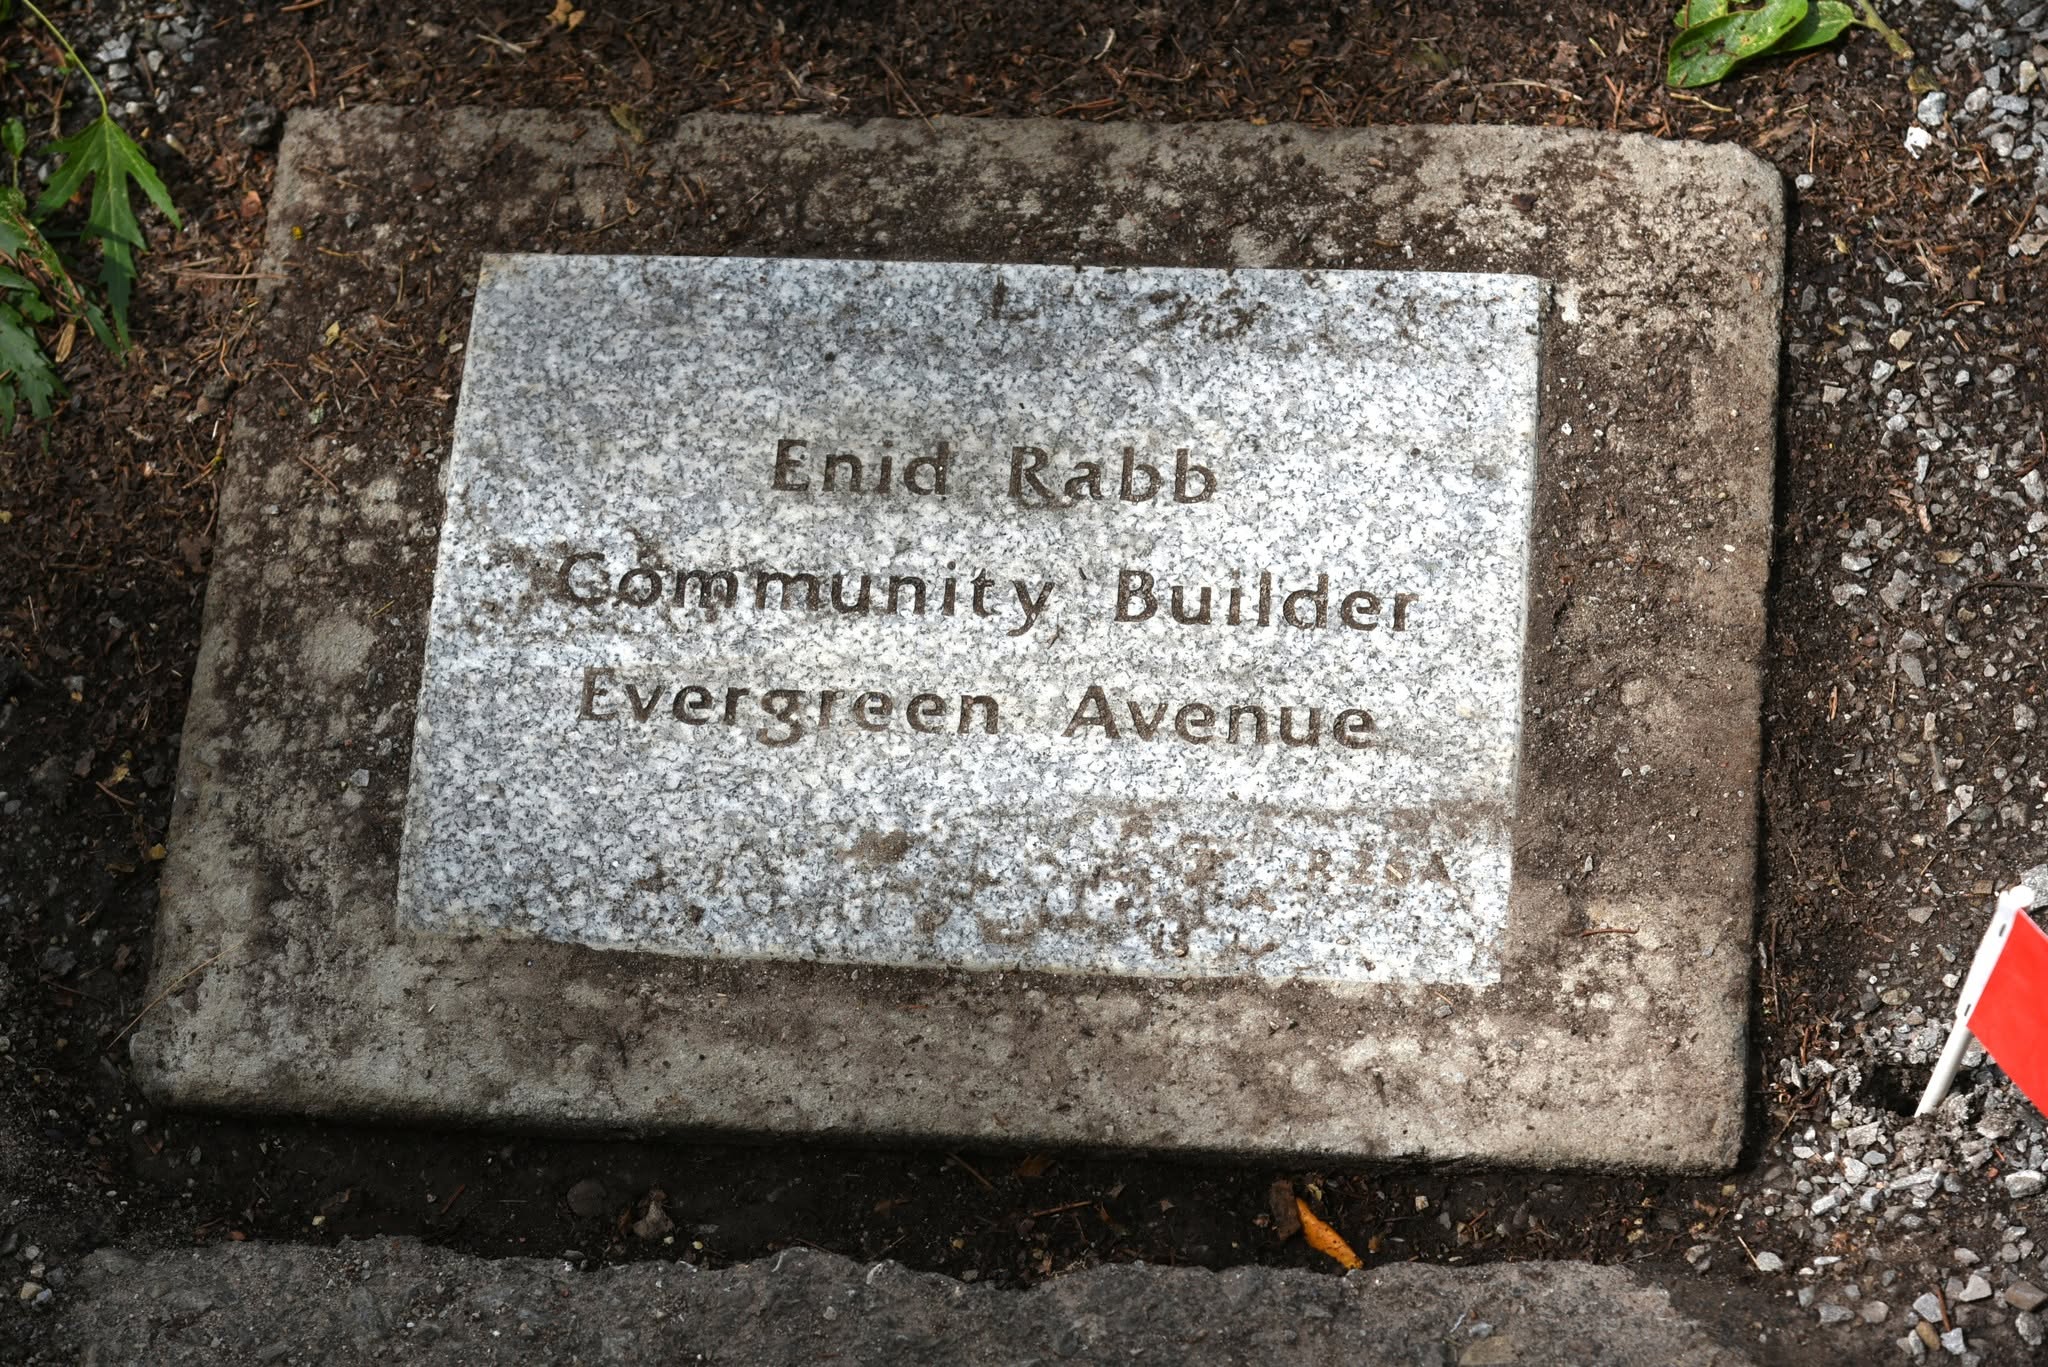 Enid Rabb
Community Builder
Evergreen Avenue